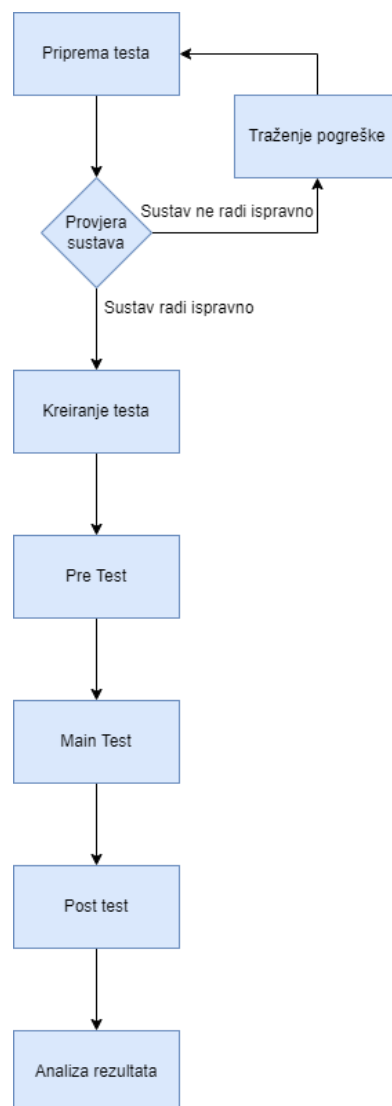 Priprema testa
Traženje pogreške
Sustav ne radi ispravno
Provjera
sustava
Sustav radi ispravno
Kreiranje testa
Pre Test
Main Test
Post test
Analiza rezultata